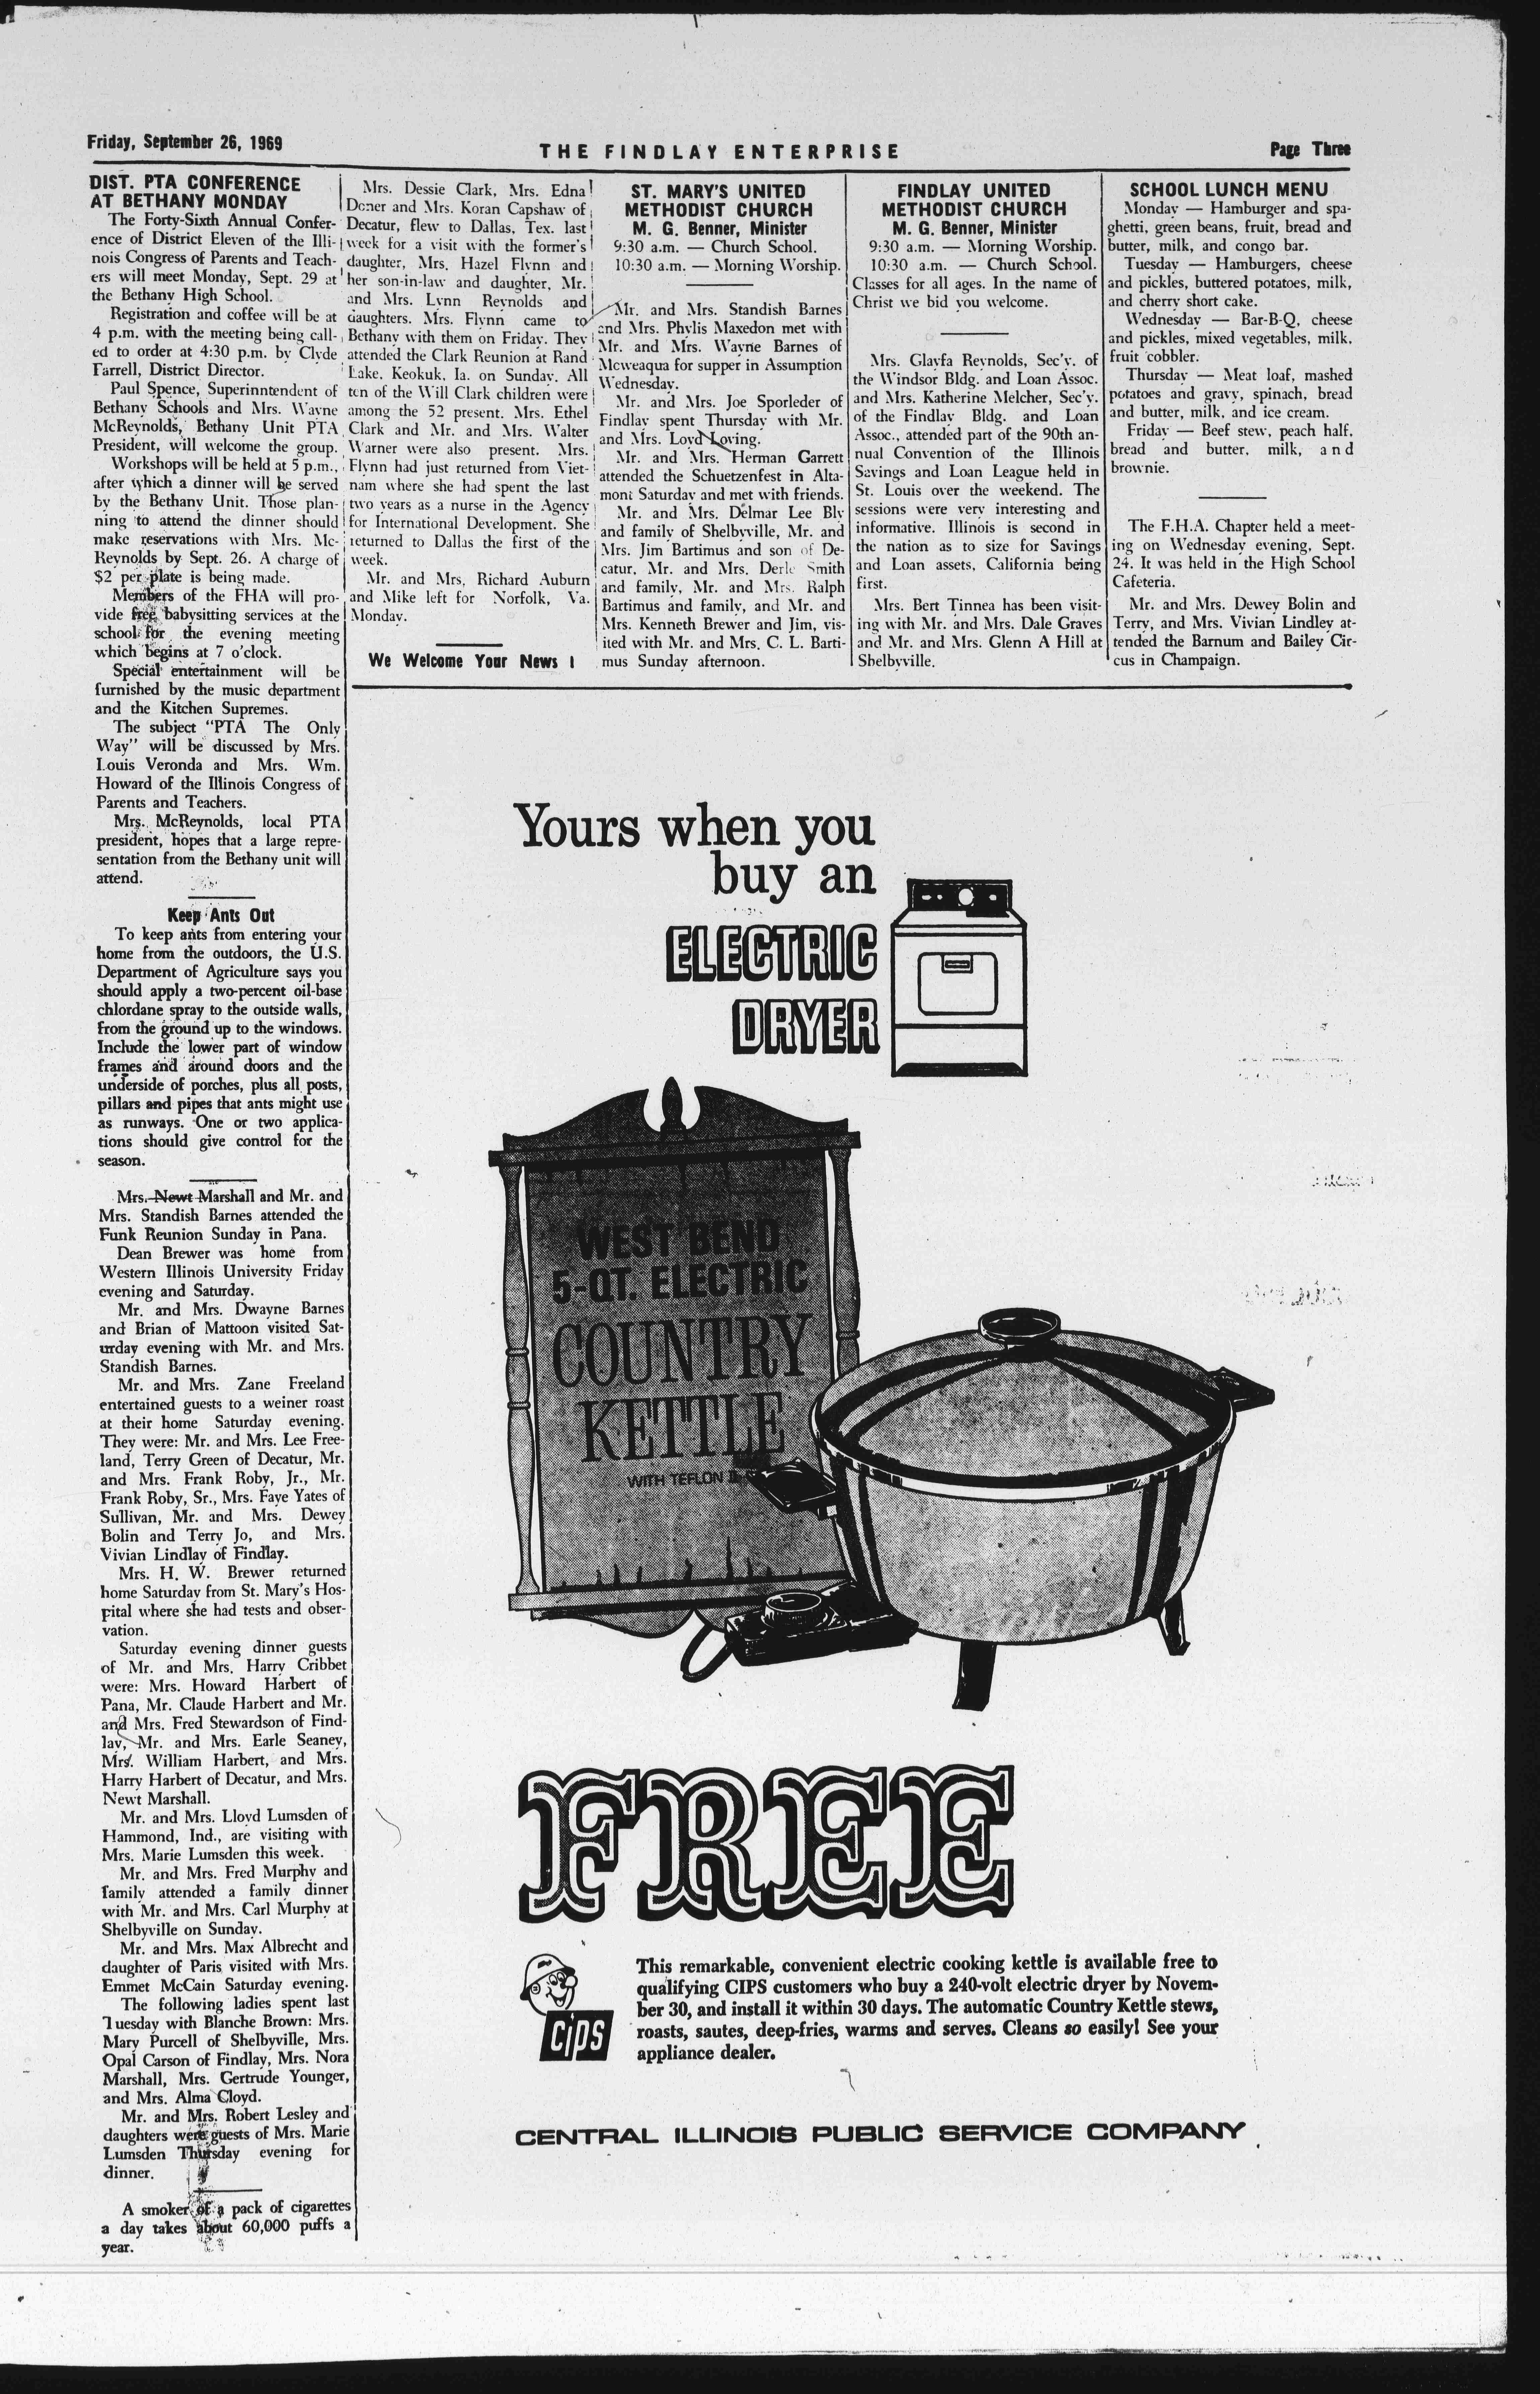 Friday, September 26, 1969
THE FINDLAY ENTERPRISE
Page Three
DIST. PTA CONFERENCE
AT BETHANY MONDAY
The Forty-Sixth Annual Confer-
ence of District Eleven of the Illi-
nois Congress of Parents and Teach-
ers will meet Monday, Sept. 29 at
the Bethany High School.
Registration and coffee will be at
4 p.m. with the meeting being call-
ed to order at 4:30 p.m. by Clyde
Farrell, District Director.
Paul Spence, Superinntendent of
Bethany Schools and Mrs. Wayne
McReynolds, Bethany Unit PTA
President, will welcome the group.
Workshops will be held at 5 p.m.,
after which a dinner will be served
by the Bethany Unit. Those plan-
ning to attend the dinner should
make reservations with Mrs. Mc-
Reynolds by Sept. 26. A charge of
$2 per plate is being made.
Members of the FHA will pro-
vide free babysitting services at the
school for the evening meeting
which begins at 7 o'clock.
Special entertainment will be
furnished by the music department
and the Kitchen Supremes.
The subject "PTA The Only
Way" will be discussed by Mrs.
Louis Veronda and Mrs. Wm.
Howard of the Illinois Congress of
Parents and Teachers.
Mrs. McReynolds, local PTA
president, hopes that a large repre-
sentation from the Bethany unit will
attend.
Keep Ants Out
To keep ants from entering your
home from the outdoors, the U.S.
Department of Agriculture says you
should apply a two-percent oil-base
chlordane spray to the outside walls,
from the ground up to the windows.
Include the lower part of window
frames and around doors and the
underside of porches, plus all posts,
pillars and pipes that ants might use
as runways. One or two applica-
tions should give control for the
season.
Mrs. Newt Marshall and Mr. and
Mrs. Standish Barnes attended the
Funk Reunion Sunday in Pana.
Dean Brewer was home from
Western Illinois University Friday
evening and Saturday.
Mr. and Mrs. Dwayne Barnes
and Brian of Mattoon visited Sat-
urday evening with Mr. and Mrs.
Standish Barnes.
Mr. and Mrs. Zane Freeland
entertained guests to a weiner roast
at their home Saturday evening.
They were: Mr. and Mrs. Lee Free-
land, Terry Green of Decatur, Mr.
and Mrs. Frank Roby, Jr., Mr.
Frank Roby, Sr., Mrs. Faye Yates of
Sullivan, Mr. and Mrs. Dewey
Bolin and Terry Jo, and Mrs.
Vivian Lindlay of Findlay.
Mrs. H. W. Brewer returned
home Saturday from St. Mary's Hos-
pital where she had tests and obser-
vation.
Saturday evening dinner guests
of Mr. and Mrs. Harry Cribbet
were: Mrs. Howard Harbert of
Pana, Mr. Claude Harbert and Mr.
and Mrs. Fred Stewardson of Find-
lay, Mr. and Mrs. Earle Seaney,
Mrs. William Harbert, and Mrs.
Harry Harbert of Decatur, and Mrs.
Newt Marshall.
Mr. and Mrs. Lloyd Lumsden of
Hammond, Ind., are visiting with
Mrs. Marie Lumsden this week.
Mr. and Mrs. Fred Murphy and
family attended a family dinner
with Mr. and Mrs. Carl Murphy at
Shelbyville on Sunday.
Mr. and Mrs. Max Albrecht and
daughter of Paris visited with Mrs.
Emmet McCain Saturday evening.
The following ladies spent last
Tuesday with Blanche Brown: Mrs.
Mary Purcell of Shelbyville, Mrs.
Opal Carson of Findlay, Mrs. Nora
Marshall, Mrs. Gertrude Younger,
and Mrs. Alma Cloyd.
Mr. and Mrs. Robert Lesley and
daughters were guests of Mrs. Marie
Lumsden Thursday evening for
dinner.
A smoker of a pack of cigarettes
a day takes about 60,000 puffs a
year.
Mrs. Dessie Clark, Mrs. Edna
Doner and Mrs. Koran Capshaw of
Decatur, flew to Dallas, Tex. last
week for a visit with the former's
daughter, Mrs. Hazel Flynn and
her son-in-law and daughter, Mr.
and Mrs. Lynn Reynolds and
daughters. Mrs. Flynn came to
Bethany with them on Friday. They
attended the Clark Reunion at Rand
Lake, Keokuk, Ia. on Sunday. All
ten of the Will Clark children were
among the 52 present. Mrs. Ethel
Clark and Mr. and Mrs. Walter
Warner were also present. Mrs.
Flynn had just returned from Viet-
nam where she had spent the last
two years as a nurse in the Agency
for International Development. She
returned to Dallas the first of the
week.
Mr. and Mrs. Richard Auburn
and Mike left for Norfolk, Va.
Monday.
We Welcome Your News !
ST. MARY'S UNITED
METHODIST CHURCH
M. G. Benner, Minister
9:30 a.m. — Church School.
10:30 a.m. — Morning Worship.
Mr. and Mrs. Standish Barnes
and Mrs. Phylis Maxedon met with
Mr. and Mrs. Wayne Barnes of
Moweaqua for supper in Assumption
Wednesday.
Mr. and Mrs. Joe Sporleder of
Findlay spent Thursday with Mr.
and Mrs. Loyd Loving.
Mr. and Mrs. Herman Garrett
attended the Schuetzenfest in Alta-
mont Saturday and met with friends.
Mr. and Mrs. Delmar Lee Bly
and family of Shelbyville, Mr. and
Mrs. Jim Bartimus and son of De-
catur, Mr. and Mrs. Derle Smith
and family, Mr. and Mrs. Ralph
Bartimus and family, and Mr. and
Mrs. Kenneth Brewer and Jim, vis-
ited with Mr. and Mrs. C. L. Barti-
mus Sunday afternoon.
FINDLAY UNITED
METHODIST CHURCH
M. G. Benner, Minister
9:30 a.m. — Morning Worship.
10:30 a.m. — Church School.
Classes for all ages. In the name of
Christ we bid you welcome.
Mrs. Glayfa Reynolds, Sec'y. of
the Windsor Bldg. and Loan Assoc.
and Mrs. Katherine Melcher, Sec'y.
of the Findlay Bldg. and Loan
Assoc., attended part of the 90th an-
nual Convention of the Illinois
Savings and Loan League held in
St. Louis over the weekend. The
sessions were very interesting and
informative. Illinois is second in
the nation as to size for Savings
and Loan assets, California being
first.
Mrs. Bert Tinnea has been visit-
ing with Mr. and Mrs. Dale Graves
and Mr. and Mrs. Glenn A Hill at
Shelbyville.
SCHOOL LUNCH MENU
Monday — Hamburger and spa-
ghetti, green beans, fruit, bread and
butter, milk, and congo bar.
Tuesday — Hamburgers, cheese
and pickles, buttered potatoes, milk,
and cherry short cake.
Wednesday — Bar-B-Q, cheese
and pickles, mixed vegetables, milk,
fruit cobbler.
Thursday — Meat loaf, mashed
potatoes and gravy, spinach, bread
and butter, milk, and ice cream.
Friday — Beef stew, peach half,
bread and butter, milk, and
brownie.
The F.H.A. Chapter held a meet-
ing on Wednesday evening, Sept.
24. It was held in the High School
Cafeteria.
Mr. and Mrs. Dewey Bolin and
Terry, and Mrs. Vivian Lindley at-
tended the Barnum and Bailey Cir-
cus in Champaign.
Yours when you
buy an
ELECTRIC
DRYER
WEST BEND
5-QT. ELECTRIC
COUNTRY
KETTLE
WITH TEFLON II
FREE
This remarkable, convenient electric cooking kettle is available free to
qualifying CIPS customers who buy a 240-volt electric dryer by Novem-
ber 30, and install it within 30 days. The automatic Country Kettle stews,
roasts, sautes, deep-fries, warms and serves. Cleans so easily! See your
appliance dealer.
CIPS
CENTRAL ILLINOIS PUBLIC SERVICE COMPANY